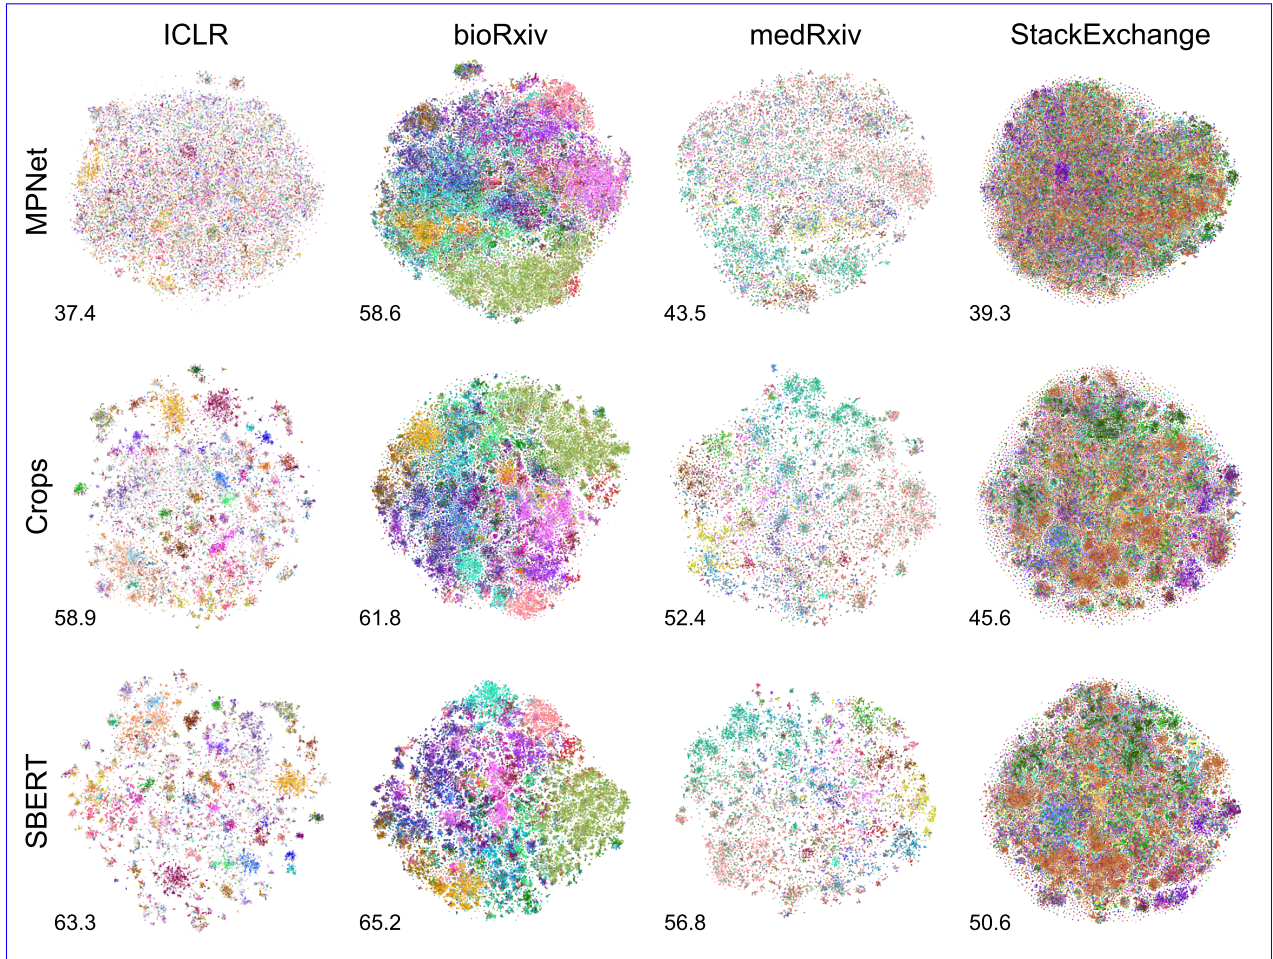 ICLR bioRxiv medRxiv StackExchange
MPNet
37.4 58.6 43.5 39.3
Crops
58.9 61.8 52.4 45.6
SBERT
63.3 65.2 56.8 50.6